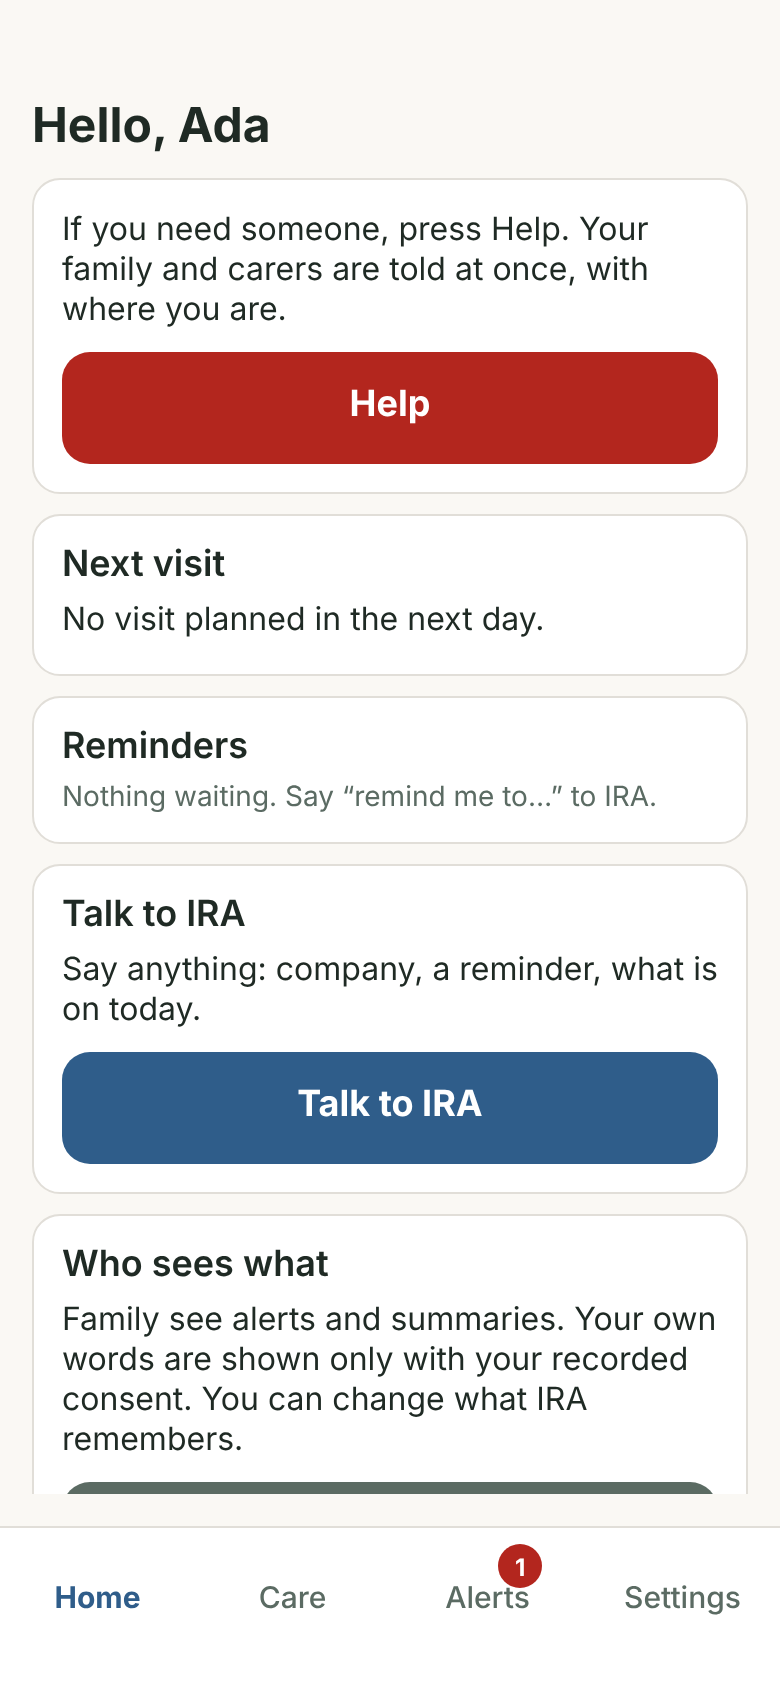 Hello, Ada
If you need someone, press Help. Your
family and carers are told at once, with
where you are.
Help
Next visit
No visit planned in the next day.
Reminders
Nothing waiting. Say “remind me to…” to IRA.
Talk to IRA
Say anything: company, a reminder, what is
on today.
Talk to IRA
Who sees what
Family see alerts and summaries. Your own
words are shown only with your recorded
consent. You can change what IRA
remembers.
1
Home
Care
Alerts
Settings